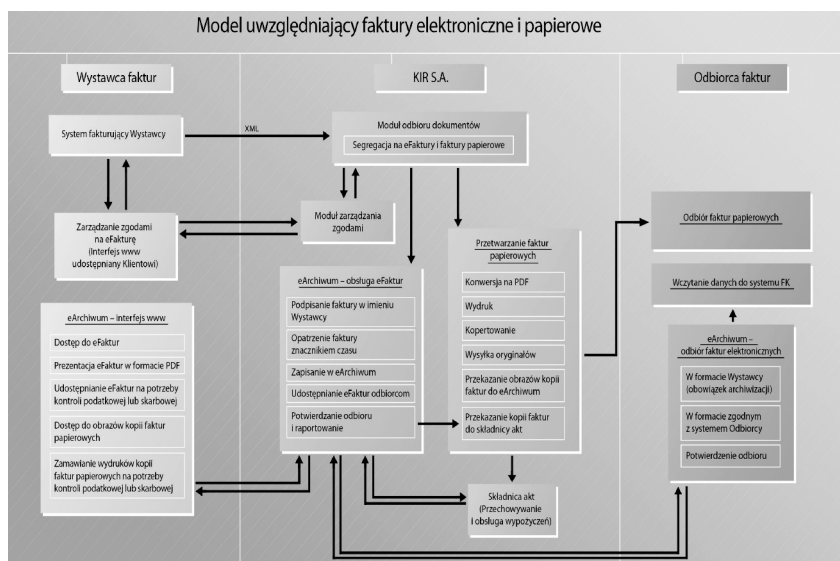 Model uwzględniający faktury elektroniczne i papierowe
Wystawca faktur
KIR S.A.
Odbiorca faktur
System fakturujący Wystawcy
XML
Moduł odbioru dokumentów
Segregacja na eFaktury i faktury papierowe
Zarządzanie zgodami
na eFakturę
(Interfejs www
udostępniany Klientowi)
Moduł zarządzania
zgodami
eArchiwum – interfejs www
Dostęp do eFaktur
Prezentacja eFaktur w formacie PDF
Udostępnianie eFaktur na potrzeby
kontroli podatkowej lub skarbowej
Dostęp do obrazów kopii faktur
papierowych
Zamawianie wydruków kopii
faktur papierowych na potrzeby
kontroli podatkowej lub skarbowej
eArchiwum – obsługa eFaktur
Podpisanie faktury w imieniu
Wystawcy
Opatrzenie faktury
znacznikiem czasu
Zapisanie w eArchiwum
Udostępnianie eFaktur odbiorcom
Potwierdzanie odbioru
i raportowanie
Przetwarzanie faktur
papierowych
Konwersja na PDF
Wydruk
Kopertowanie
Wysyłka oryginałów
Przekazanie obrazów kopii
faktur do eArchiwum
Przekazanie kopii faktur
do składnicy akt
Składnica akt
(Przechowywanie
i obsługa wypożyczeń)
Odbiór faktur papierowych
Wczytanie danych do systemu FK
eArchiwum –
odbiór faktur elektronicznych
W formacie Wystawcy
(obowiązek archiwizacji)
W formacie zgodnym
z systemem Odbiorcy
Potwierdzenie odbioru